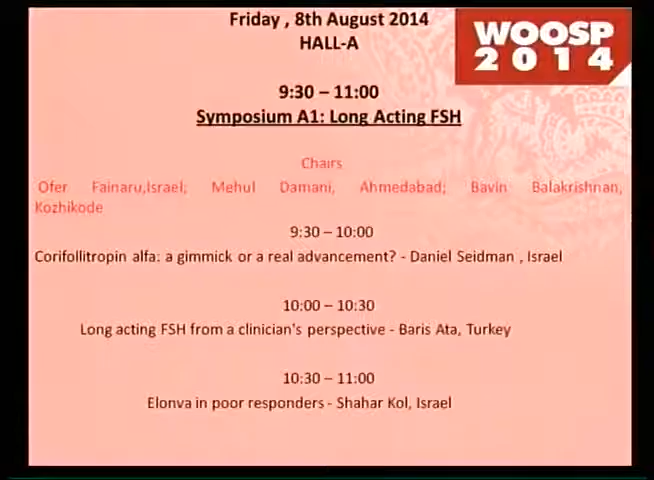 Friday , 8th August 2014
HALL-A
WOOSP
2014
9:30 – 11:00
Symposium A1: Long Acting FSH
Chairs
Ofer Fainaru,Israel; Mehul Damani, Ahmedabad; Bavin Balakrishnan,
Kozhikode
9:30 – 10:00
Corifollitropin alfa: a gimmick or a real advancement? - Daniel Seidman , Israel
10:00 – 10:30
Long acting FSH from a clinician's perspective - Baris Ata, Turkey
10:30 – 11:00
Elonva in poor responders - Shahar Kol, Israel